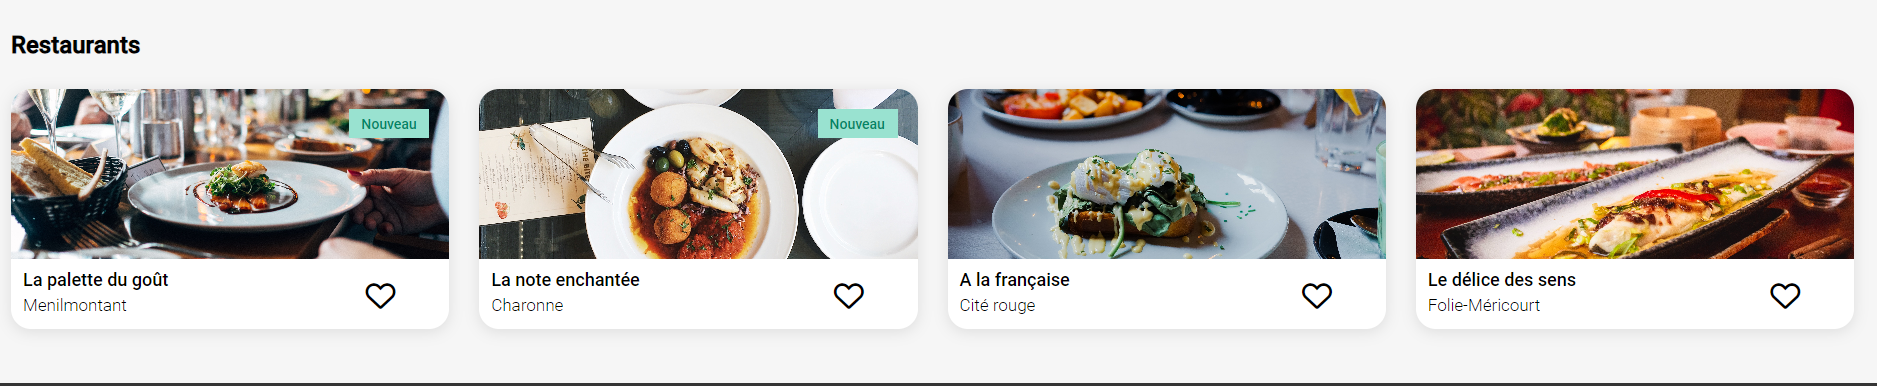 Restaurants
Nouveau
La palette du goût
Menilmontant
Nouveau
La note enchantée
Charonne
A la française
Cité rouge
Le délice des sens
Folie-Méricourt